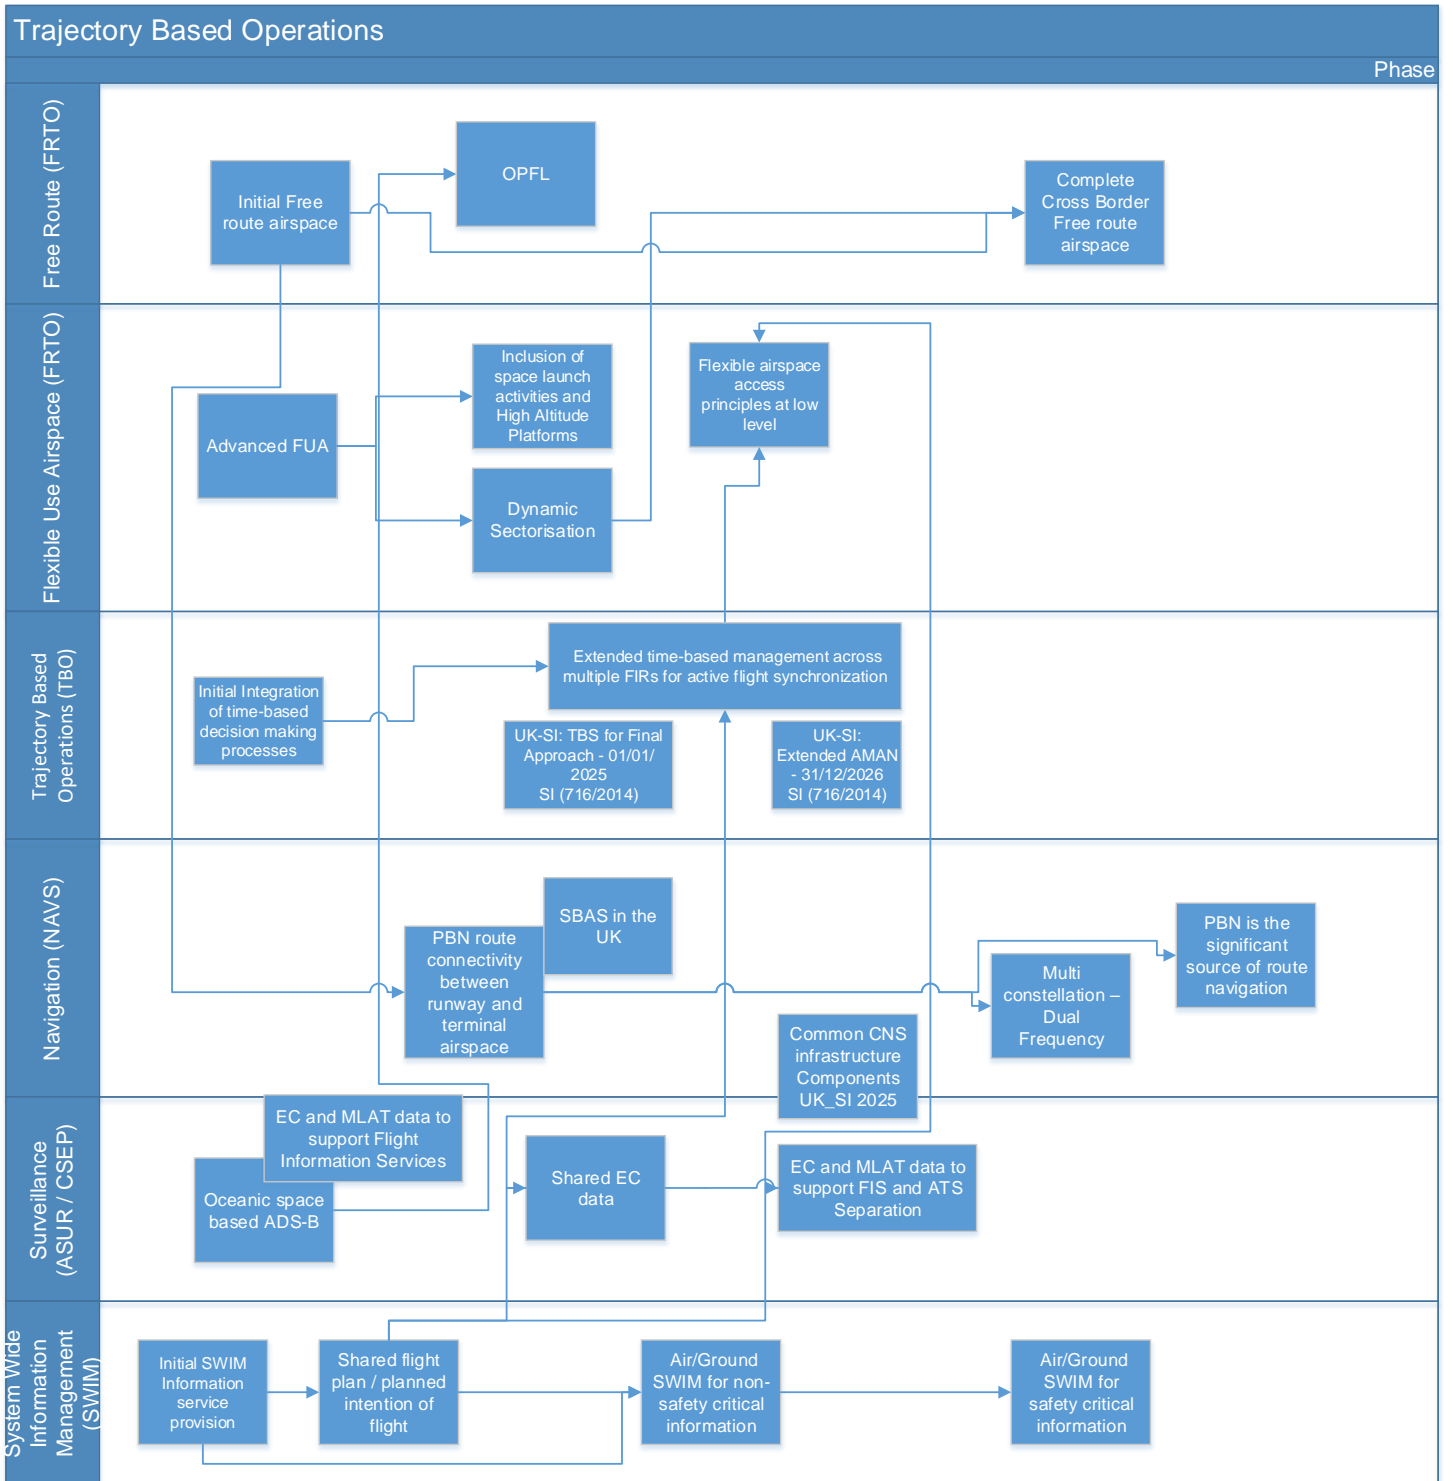 Trajectory Based Operations
Phase
Free Route (FRTO)
OPFL
Initial Free
route airspace
Complete
Cross Border
Free route
airspace
Flexible Use Airspace (FRTO)
Inclusion of
space launch
activities and
High Altitude
Platforms
Flexible airspace
access
principles at low
level
Advanced FUA
Dynamic
Sectorisation
Trajectory Based
Operations (TBO)
Extended time-based management across
multiple FIRs for active flight synchronization
Initial Integration
of time-based
decision making
processes
UK-SI: TBS for Final
Approach - 01/01/
2025
SI (716/2014)
UK-SI:
Extended AMAN
- 31/12/2026
SI (716/2014)
Navigation (NAVS)
SBAS in the
UK
PBN route
connectivity
between
runway and
terminal
airspace
PBN is the
significant
source of route
navigation
Multi
constellation –
Dual
Frequency
Common CNS
infrastructure
Components
UK_SI 2025
Surveillance
(ASUR / CSEP)
EC and MLAT data to
support Flight
Information Services
Oceanic space
based ADS-B
Shared EC
data
EC and MLAT data to
support FIS and ATS
Separation
System Wide
Information
Management
(SWIM)
Initial SWIM
Information
service
provision
Shared flight
plan / planned
intention of
flight
Air/Ground
SWIM for non-
safety critical
information
Air/Ground
SWIM for
safety critical
information